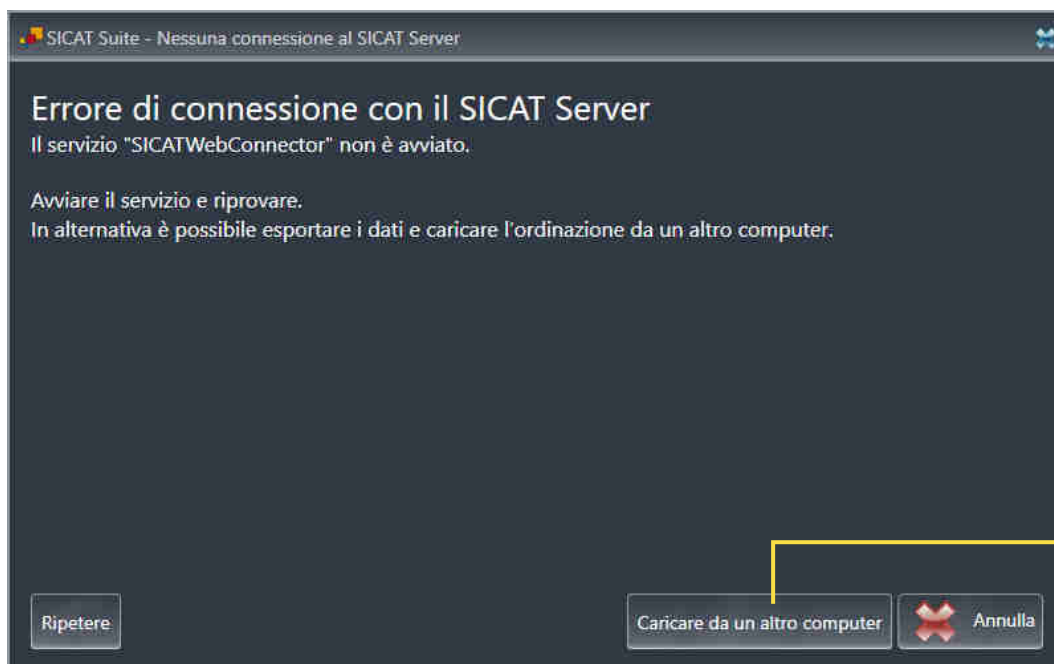 SICAT Suite - Nessuna connessione al SICAT Server
Errore di connessione con il SICAT Server
Il servizio "SICATWebConnector" non è avviato.
Avviare il servizio e riprovare.
In alternativa è possibile esportare i dati e caricare l'ordinazione da un altro computer.
Ripetere
Caricare da un altro computer
Annulla